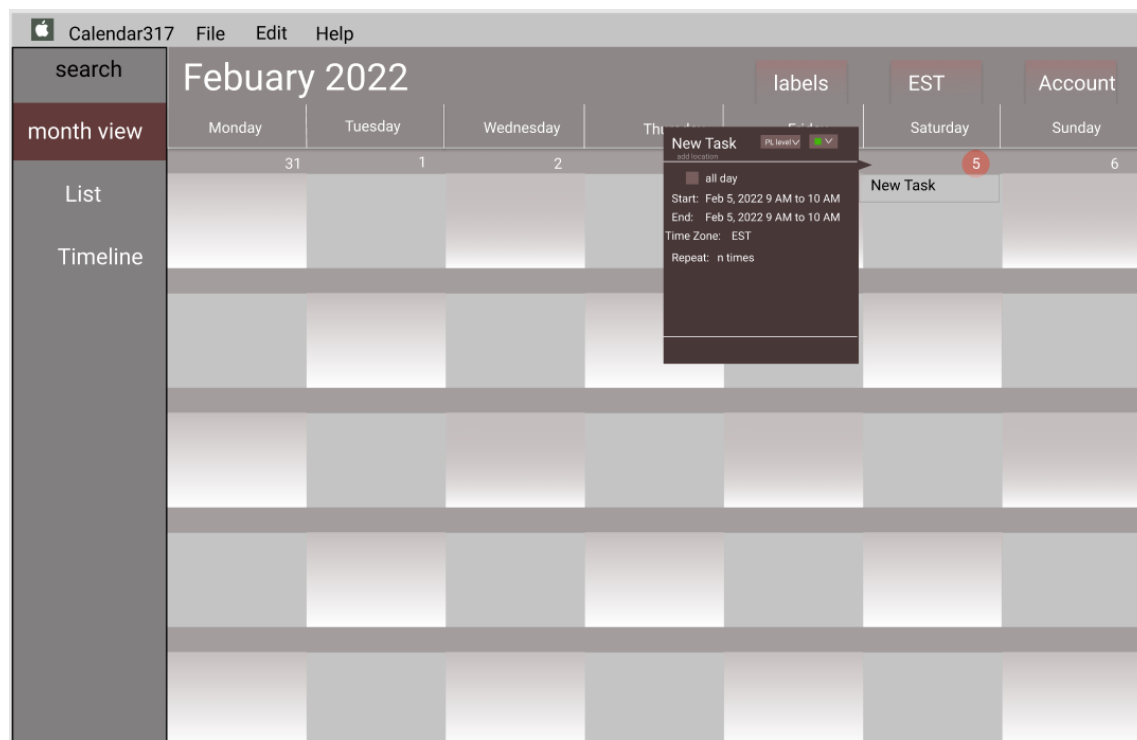 Calendar317 File Edit Help
search
Febuary 2022
labels
EST
Account
month view
Monday Tuesday Wednesday Saturday Sunday
31 1 2 5 6
New Task PL level
add location
New Task
all day
Start: Feb 5, 2022 9 AM to 10 AM
End: Feb 5, 2022 9 AM to 10 AM
Time Zone: EST
Repeat: n times
List
Timeline